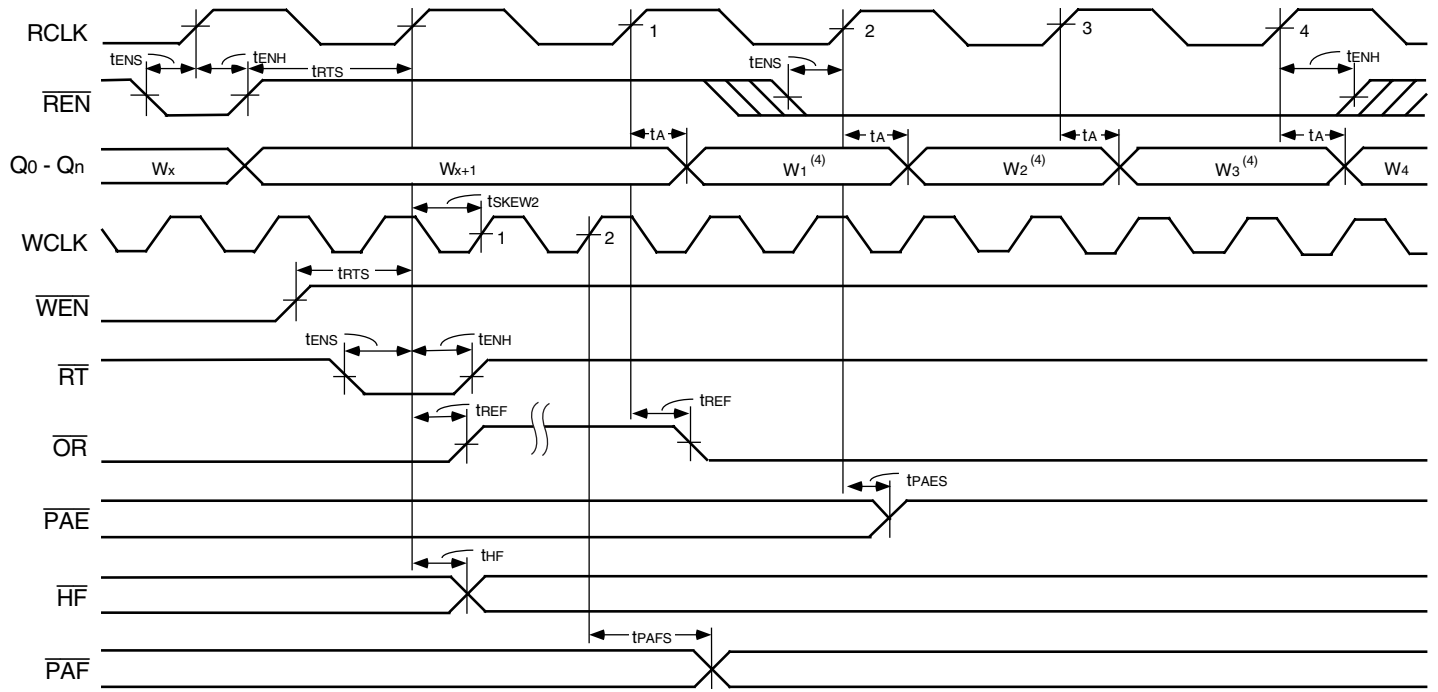 RCLK 1 2 3 4
tENS tENH tRTS tENS tENH
REN
tA tA tA tA
Q0 - Qn Wx Wx+1 W1(4) W2(4) W3(4) W4
tSKEW2
WCLK 1 2
tRTS
WEN
tENS tENH
RT
tREF tREF
OR
tPAES
PAE
tHF
HF
tPAFS
PAF